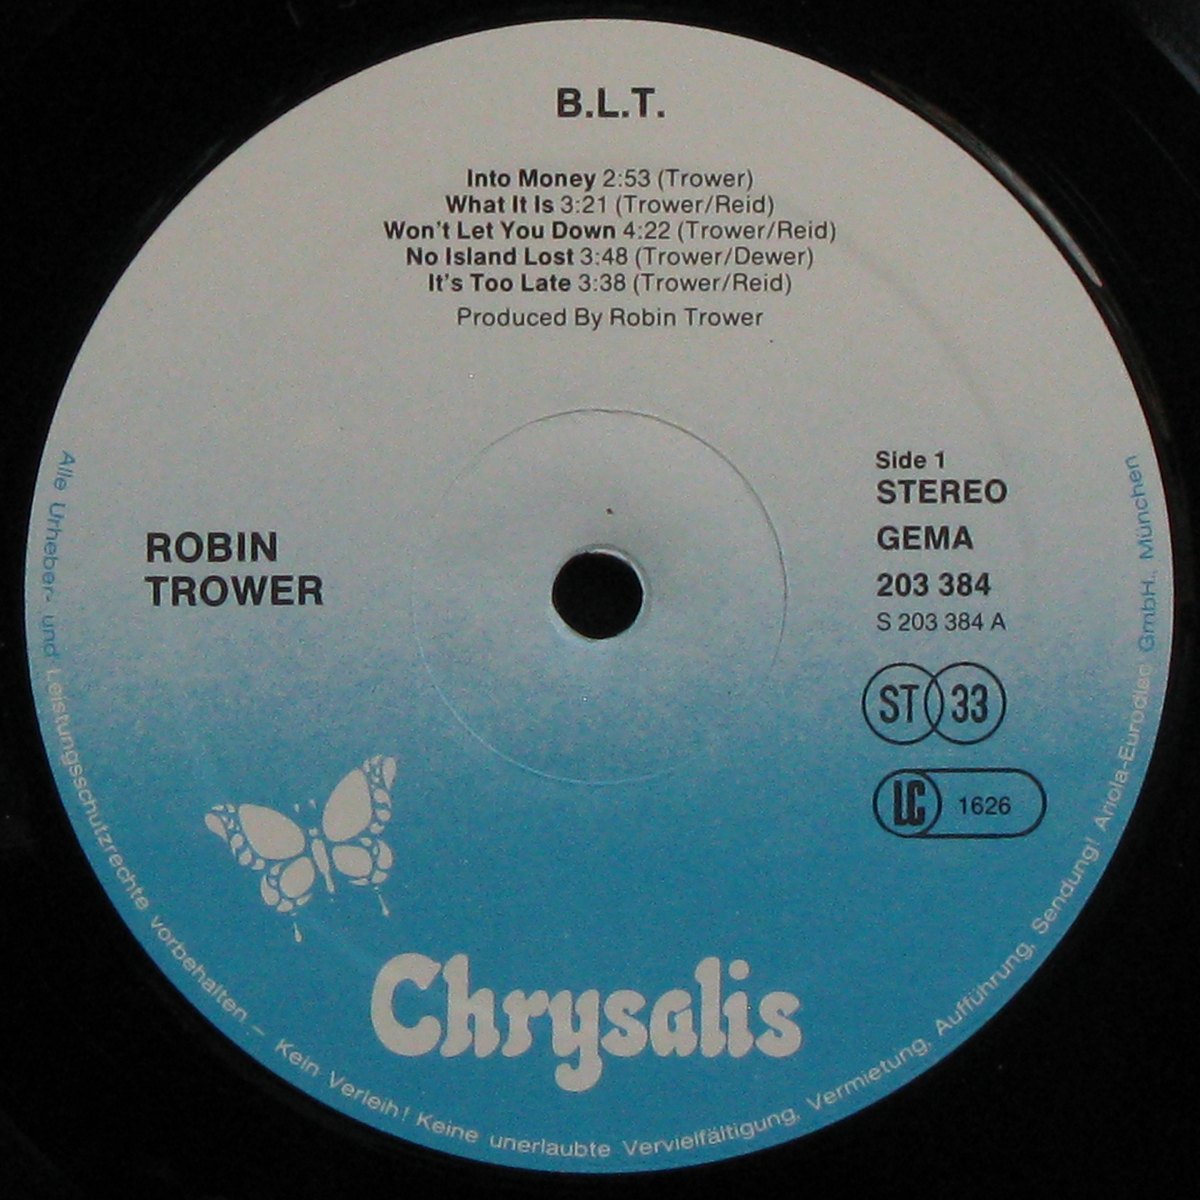 B.L.T.
Into Money 2:53 (Trower)
What It Is 3:21 (Trower/Reid)
Won't Let You Down 4:22 (Trower/Reid)
No Island Lost 3:48 (Trower/Dewer)
It's Too Late 3:38 (Trower/Reid)
Produced By Robin Trower
ROBIN
TROWER
Side 1
STEREO
GEMA
203 384
S 203 384 A
ST 33
LC 1626
Chrysalis
Alle Urheber- und Leistungsschutzrechte vorbehalten – Kein Verleih! Keine unerlaubte Vervielfältigung, Vermietung, Aufführung, Sendung! Ariola-Eurodisc GmbH., München